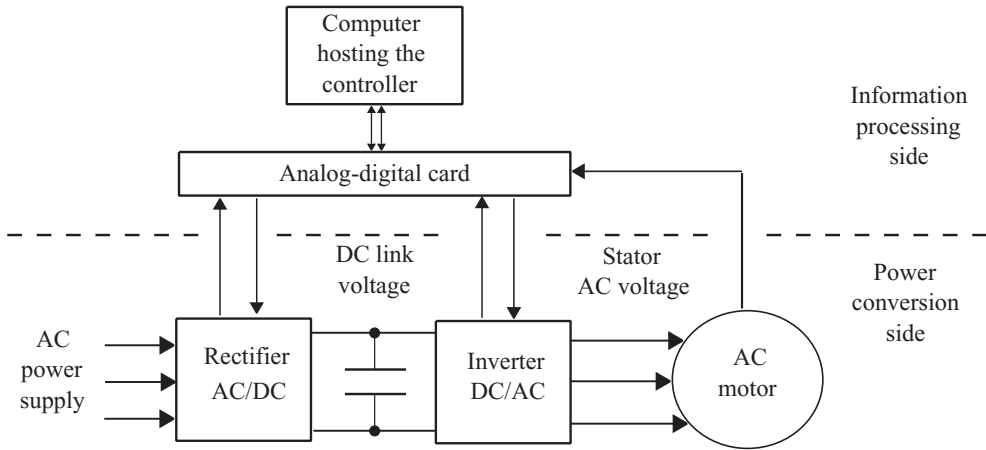 Computer
hosting the
controller
Information
processing
side
Analog-digital card
DC link
voltage
Stator
AC voltage
Power
conversion
side
AC
power
supply
Rectifier
AC/DC
Inverter
DC/AC
AC
motor